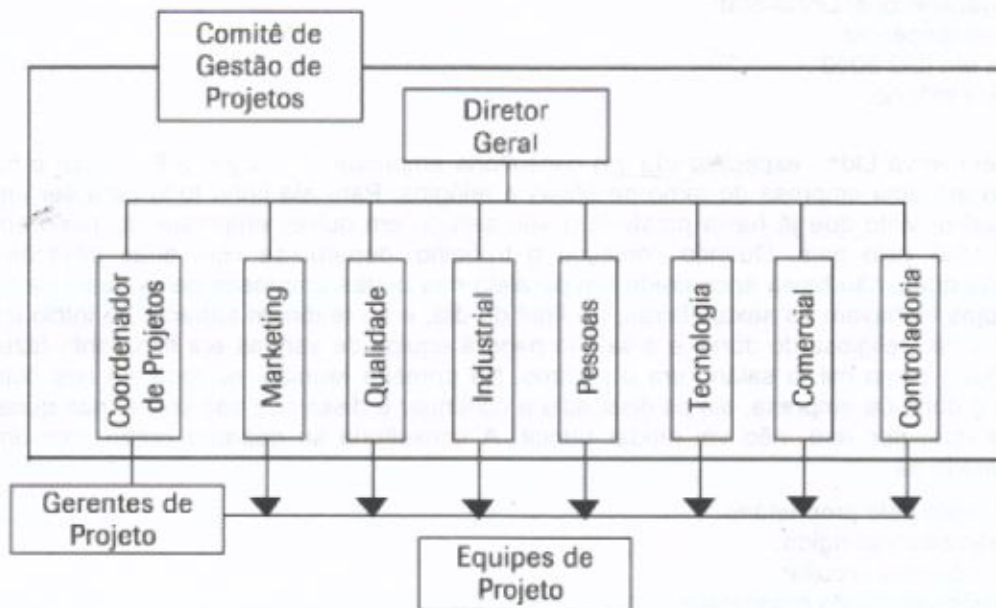 Comitê de
Gestão de
Projetos
Diretor
Geral
Coordenador
de Projetos
Marketing
Qualidade
Industrial
Pessoas
Tecnologia
Comercial
Controladoria
Gerentes de
Projeto
Equipes de
Projeto